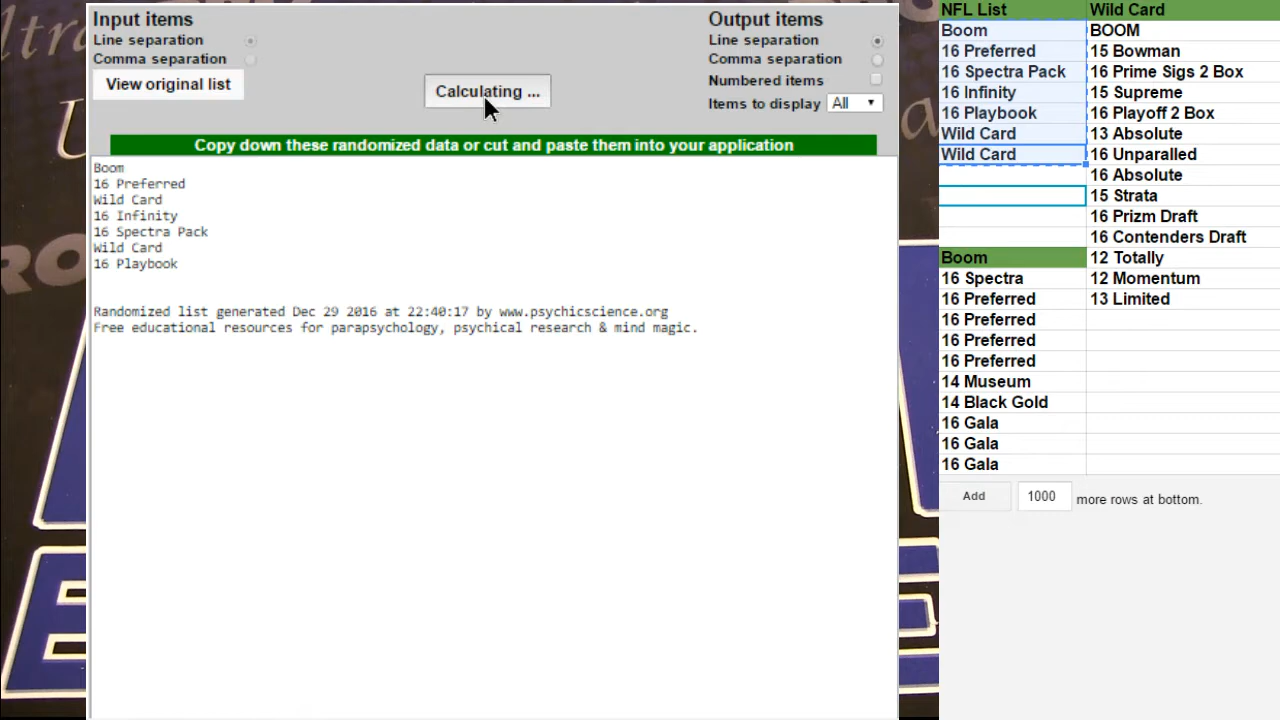 Input items
Line separation
Comma separation
View original list
Calculating ...
Output items
Line separation
Comma separation
Numbered items
Items to display All
Copy down these randomized data or cut and paste them into your application
Boom
16 Preferred
Wild Card
16 Infinity
16 Spectra Pack
Wild Card
16 Playbook
Randomized list generated Dec 29 2016 at 22:40:17 by www.psychicscience.org
Free educational resources for parapsychology, psychical research & mind magic.
NFL List
Boom
16 Preferred
16 Spectra Pack
16 Infinity
16 Playbook
Wild Card
Wild Card
Boom
16 Spectra
16 Preferred
16 Preferred
16 Preferred
16 Preferred
14 Museum
14 Black Gold
16 Gala
16 Gala
16 Gala
Wild Card
BOOM
15 Bowman
16 Prime Sigs 2 Box
15 Supreme
16 Playoff 2 Box
13 Absolute
16 Unparalled
16 Absolute
15 Strata
16 Prizm Draft
16 Contenders Draft
12 Totally
12 Momentum
13 Limited
Add 1000 more rows at bottom.